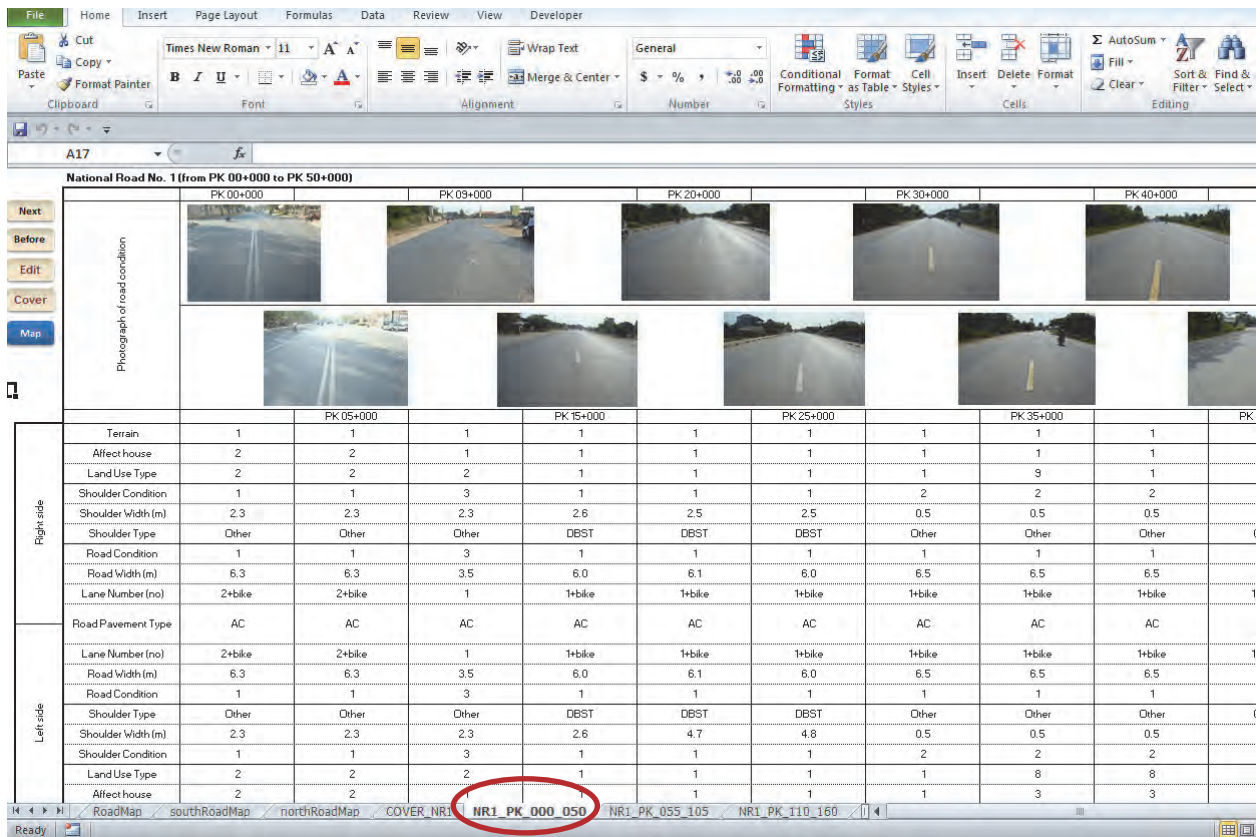 File Home Insert Page Layout Formulas Data Review View Developer
Cut
Copy
Format Painter
Paste
Clipboard
Times New Roman 11 A A
B I U A
Font
Wrap Text
Merge & Center
Alignment
General
$ % ,
Number
Conditional Formatting Format as Table Cell Styles
Styles
Insert Delete Format
Cells
Σ AutoSum
Fill
Clear
Sort & Filter Find & Select
Editing
A17 fx
National Road No. 1 (from PK 00+000 to PK 50+000)
PK 00+000 PK 09+000 PK 20+000 PK 30+000 PK 40+000
Next
Before
Edit
Cover
Map
Photograph of road condition
PK 05+000 PK 15+000 PK 25+000 PK 35+000 PK
Right side
Terrain 1 1 1 1 1 1 1 1 1
Affect house 2 2 1 1 1 1 1 1 1
Land Use Type 2 2 2 1 1 1 1 9 1
Shoulder Condition 1 1 3 1 1 1 2 2 2
Shoulder Width (m) 2.3 2.3 2.3 2.6 2.5 2.5 0.5 0.5 0.5
Shoulder Type Other Other Other DBST DBST DBST Other Other Other
Road Condition 1 1 3 1 1 1 1 1 1
Road Width (m) 6.3 6.3 3.5 6.0 6.1 6.0 6.5 6.5 6.5
Lane Number (no) 2+bike 2+bike 1 1+bike 1+bike 1+bike 1+bike 1+bike 1+bike 1
Road Pavement Type AC AC AC AC AC AC AC AC AC
Left side
Lane Number (no) 2+bike 2+bike 1 1+bike 1+bike 1+bike 1+bike 1+bike 1+bike 1
Road Width (m) 6.3 6.3 3.5 6.0 6.1 6.0 6.5 6.5 6.5
Road Condition 1 1 3 1 1 1 1 1 1
Shoulder Type Other Other Other DBST DBST DBST Other Other Other
Shoulder Width (m) 2.3 2.3 2.3 2.6 4.7 4.8 0.5 0.5 0.5
Shoulder Condition 1 1 3 1 1 1 2 2 2
Land Use Type 2 2 2 1 1 1 1 8 8
Affect house 2 2 1 1 1 1 1 3 3
RoadMap southRoadMap northRoadMap COVER_NR1 NR1_PK_000_050 NR1_PK_055_105 NR1_PK_110_160
Ready